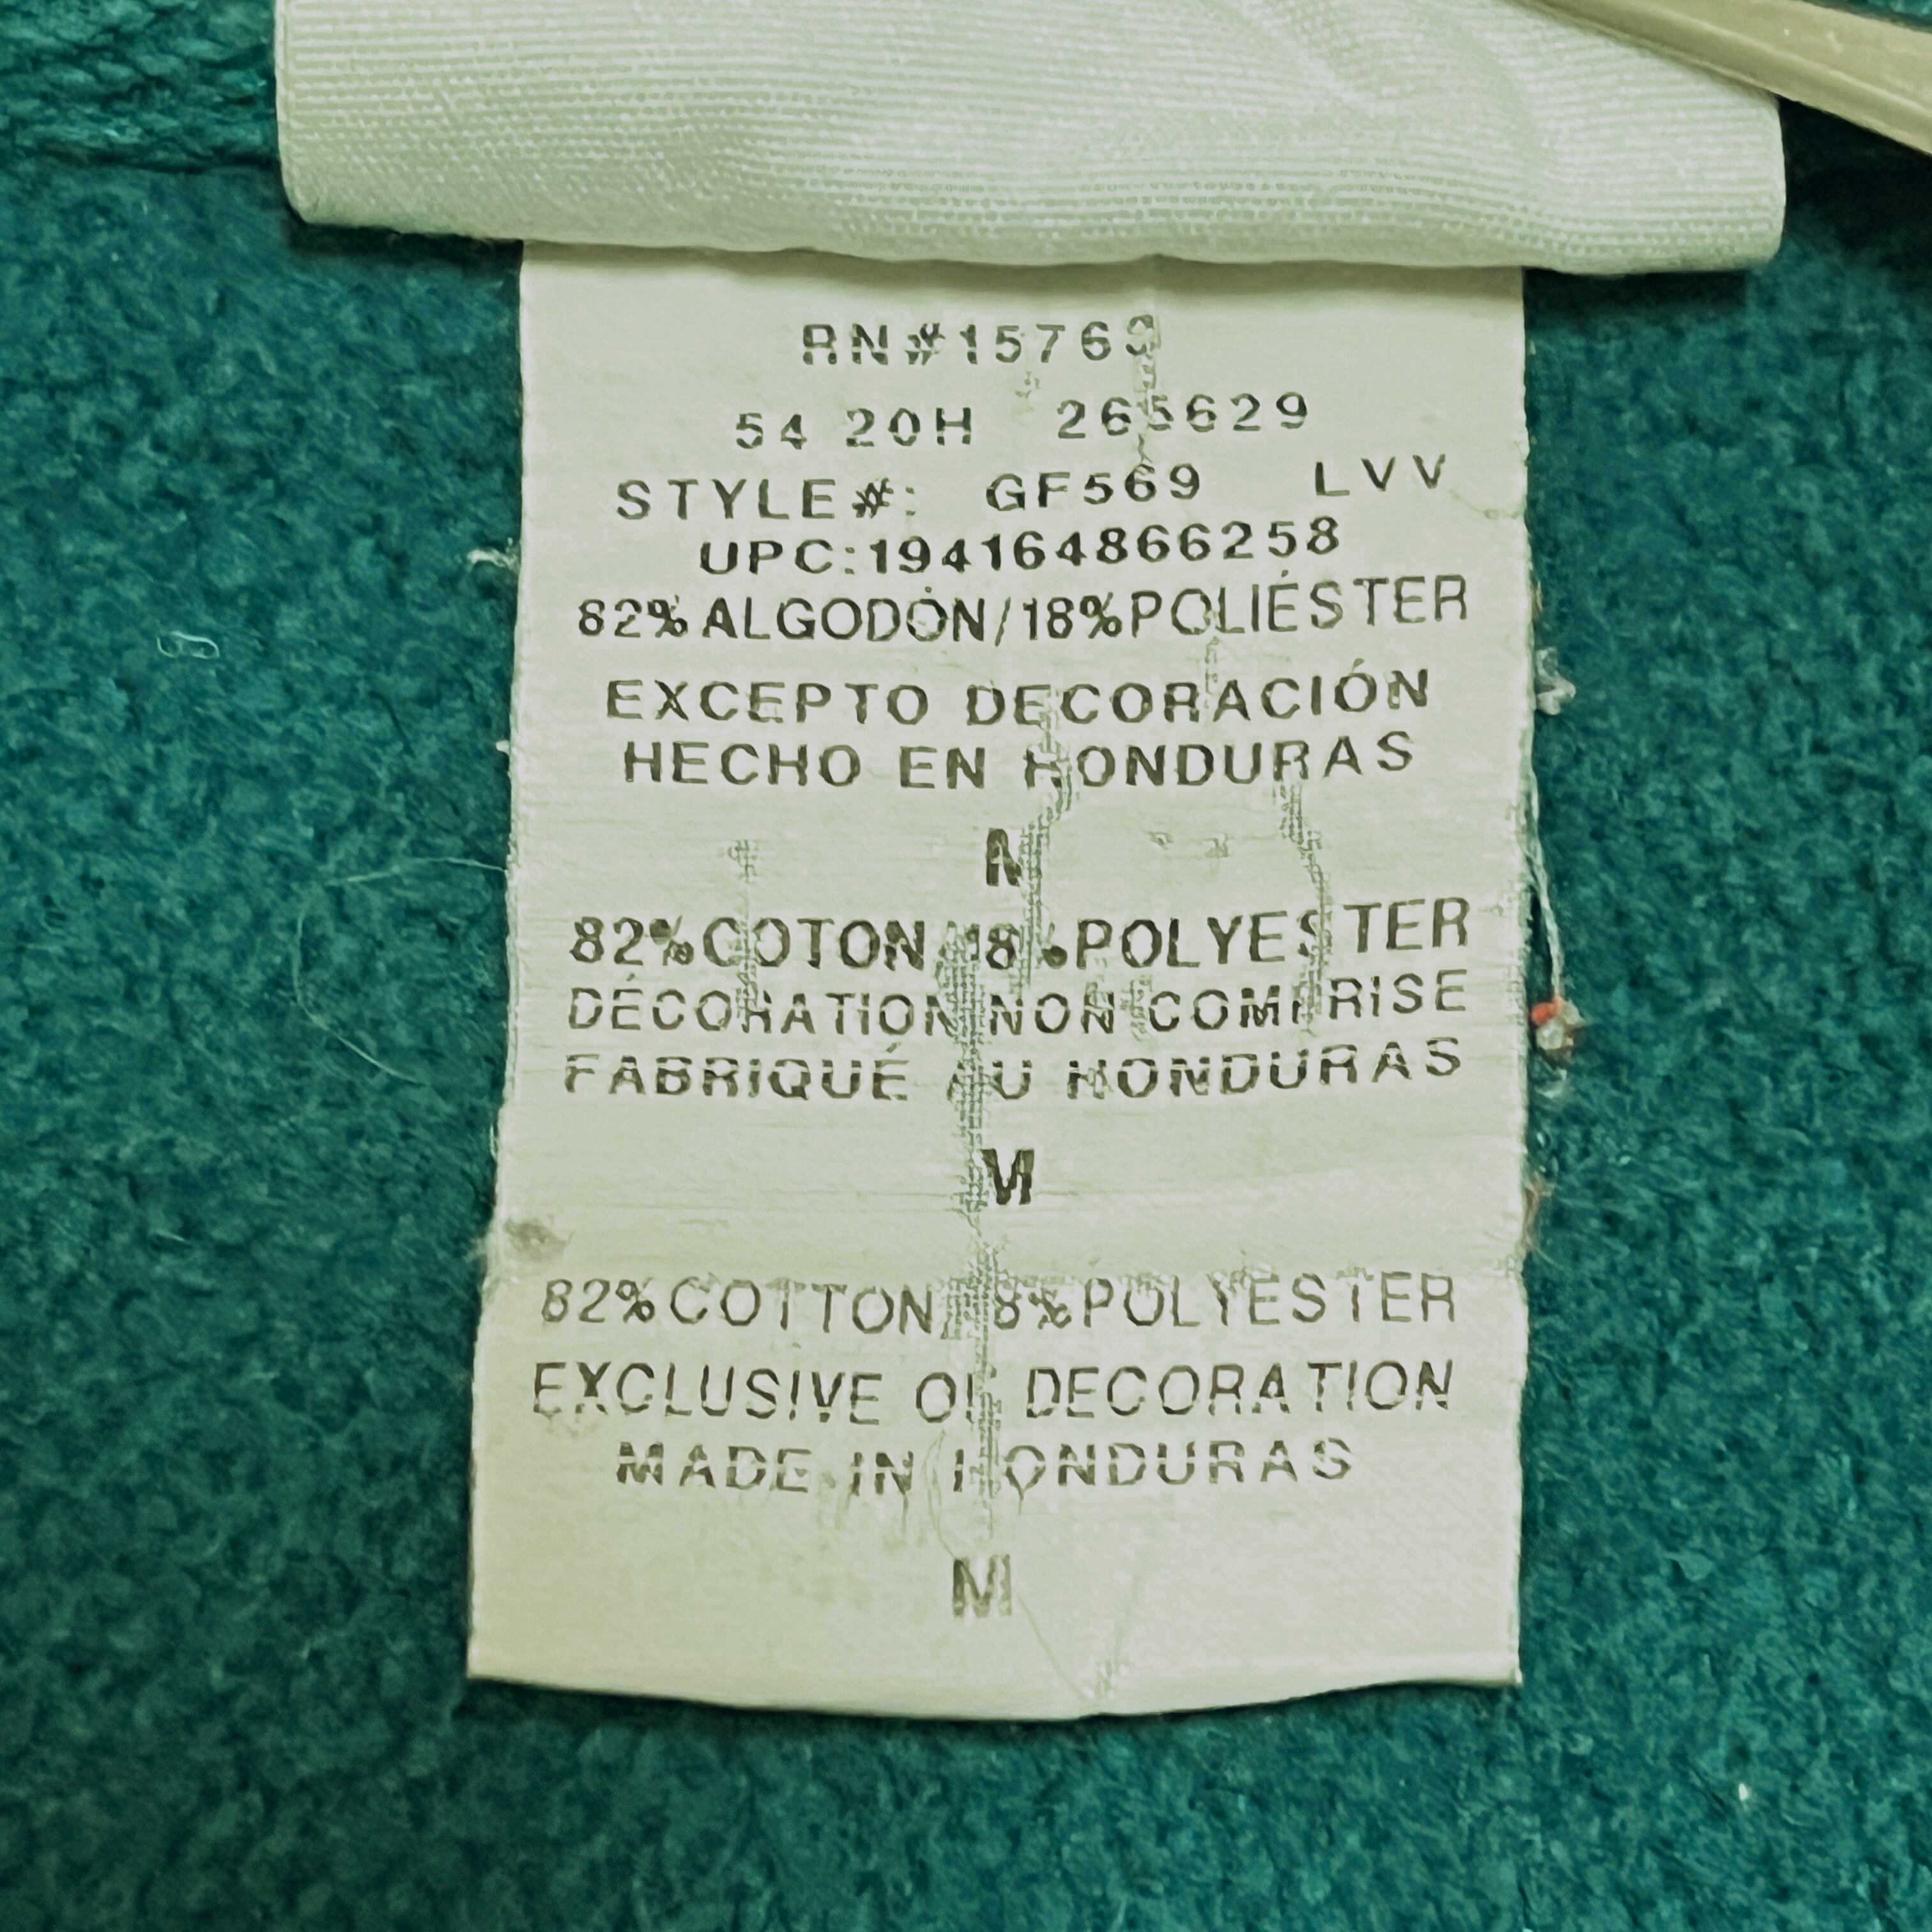 RN#15763
54 20H 265629
STYLE#: GF569 LVV
UPC:194164866258
82%ALGODÓN/18%POLIÉSTER
EXCEPTO DECORACIÓN
HECHO EN HONDURAS
M
82%COTON/18%POLYESTER
DÉCORATION NON COMPRISE
FABRIQUÉ AU HONDURAS
M
82%COTTON/18%POLYESTER
EXCLUSIVE OF DECORATION
MADE IN HONDURAS
M